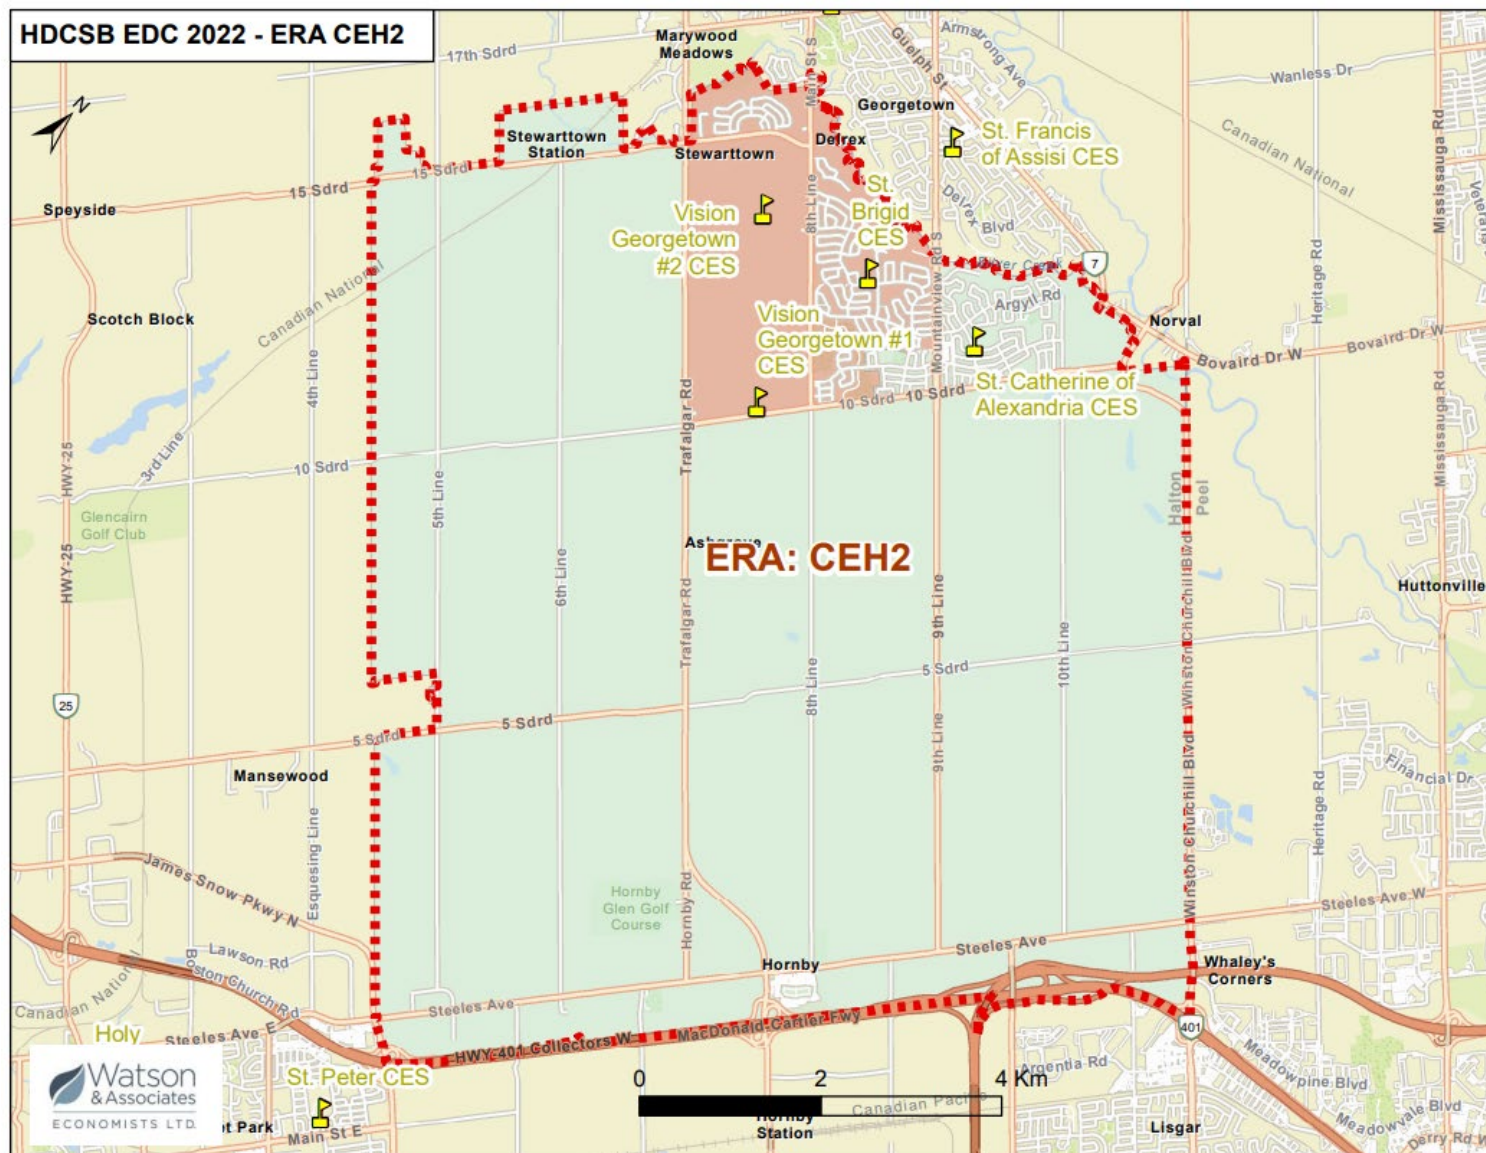 HDCSB EDC 2022 - ERA CEH2
N
17th Sdrd
Marywood
Meadows
Main St S
Guelph St
Armstrong Ave
Wanless Dr
Mississauga Rd
Georgetown
Stewarttown
Station
Stewarttown
Delrex
St. Francis
of Assisi CES
Canadian National
15 Sdrd
15 Sdrd
Speyside
Vision
Georgetown
#2 CES
8th Line
St.
Brigid
CES
Delrex
Blvd
Mountainview Rd S
7
Heritage Rd
Canadian National
Scotch Block
4th Line
Vision
Georgetown #1
CES
Argyll Rd
Norval
Bovaird Dr W
Bovaird Dr W
St. Catherine of
Alexandria CES
10 Sdrd
10 Sdrd
Mississauga Rd
Trafalgar Rd
3rd Line
10 Sdrd
HWY-25
5th Line
Glencairn
Golf Club
Halton
Peel
HWY-25
6th Line
ERA: CEH2
Trafalgar Rd
9th Line
10th Line
Winston Churchill Blvd
Winston Churchill Blvd
Huttonville
8th Line
5 Sdrd
25
5 Sdrd
5 Sdrd
9th Line
Mansewood
Financial Dr
Heritage Rd
Esquesing Line
James Snow Pkwy N
Hornby
Glen Golf
Course
Hornby Rd
Winston Churchill Blvd
Steeles Ave W
Steeles Ave
Lawson Rd
Boston Church Rd
Hornby
Whaley's
Corners
Canadian National
Steeles Ave
Steeles Ave E
Holy
HWY 401 Collectors W
MacDonald-Cartier Fwy
401
St. Peter CES
Argentia Rd
Meadowpine Blvd
0 2 4 Km
Canadian Pacific
Hornby
Station
Watson
& Associates
ECONOMISTS LTD.
Park
Main St E
Lisgar
Meadowvale Blvd
Derry Rd W